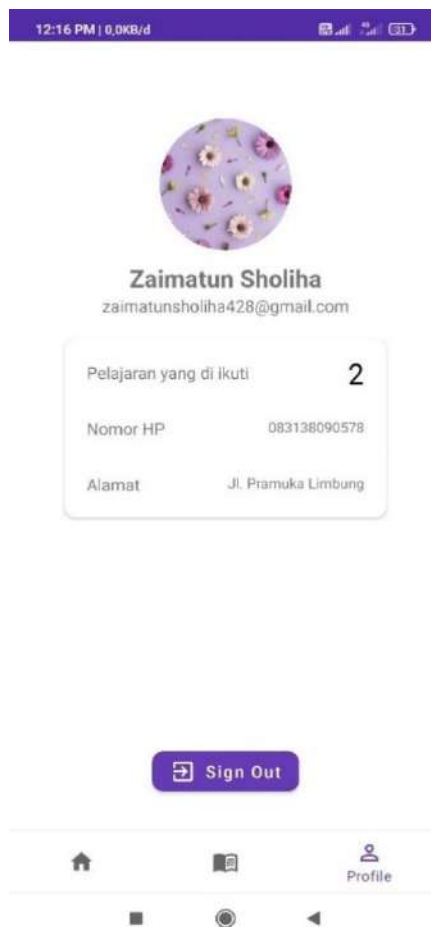 12:16 PM | 0,0KB/d
31
Zaimatun Sholiha
zaimatunsholiha428@gmail.com
Pelajaran yang di ikuti 2
Nomor HP 083138090578
Alamat Jl. Pramuka Limbung
Sign Out
Profile